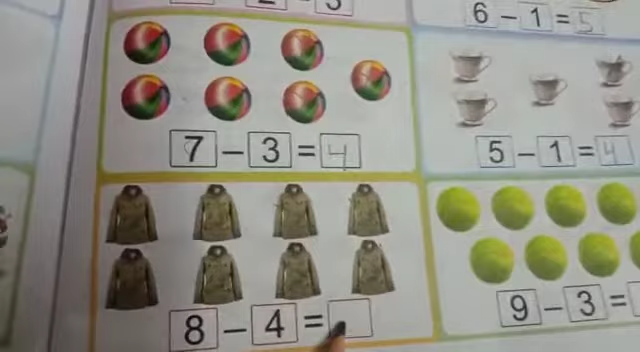 6 - 1 = 5
7 - 3 = 4
5 - 1 = 4
8 - 4 =
9 - 3 =